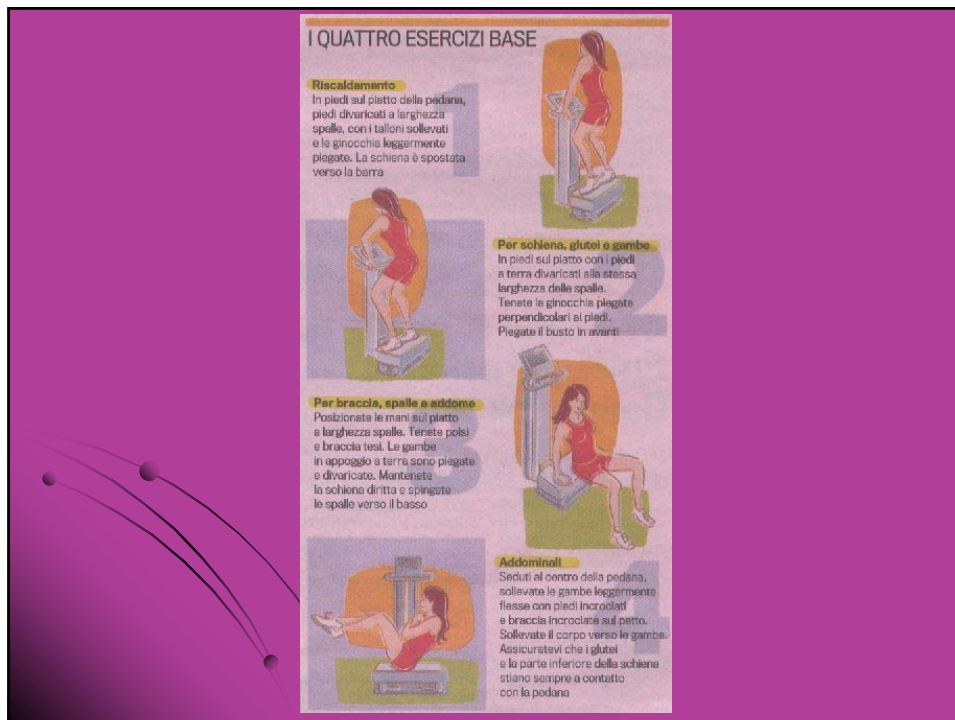 I QUATTRO ESERCIZI BASE
1
Riscaldamento
In piedi sul piatto della pedana,
piedi divaricati a larghezza
spalle, con i talloni sollevati
e le ginocchia leggermente
piegate. La schiena è spostata
verso la barra
2
Per schiena, glutei e gambe
In piedi sul piatto con i piedi
a terra divaricati alla stessa
larghezza delle spalle.
Tenete le ginocchia piegate
perpendicolari ai piedi.
Piegate il busto in avanti
3
Per braccia, spalle e addome
Posizionate le mani sul piatto
a larghezza spalle. Tenete polsi
e braccia tesi. Le gambe
in appoggio a terra sono piegate
e divaricate. Mantenete
la schiena diritta e spingete
le spalle verso il basso
4
Addominali
Seduti al centro della pedana,
sollevate le gambe leggermente
flesse con piedi incrociati
e braccia incrociate sul petto.
Sollevate il corpo verso le gambe.
Assicuratevi che i glutei
e la parte inferiore della schiena
stiano sempre a contatto
con la pedana